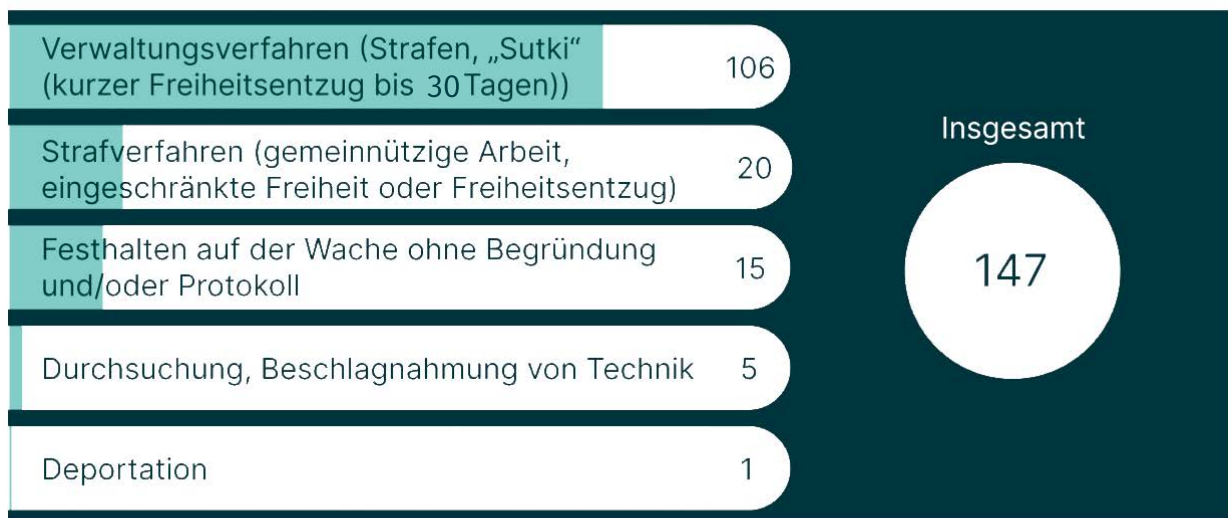 Verwaltungsverfahren (Strafen, „Sutki“
(kurzer Freiheitsentzug bis 30 Tagen))
106
Strafverfahren (gemeinnützige Arbeit,
eingeschränkte Freiheit oder Freiheitsentzug)
20
Festhalten auf der Wache ohne Begründung
und/oder Protokoll
15
Durchsuchung, Beschlagnahmung von Technik
5
Deportation
1
Insgesamt
147